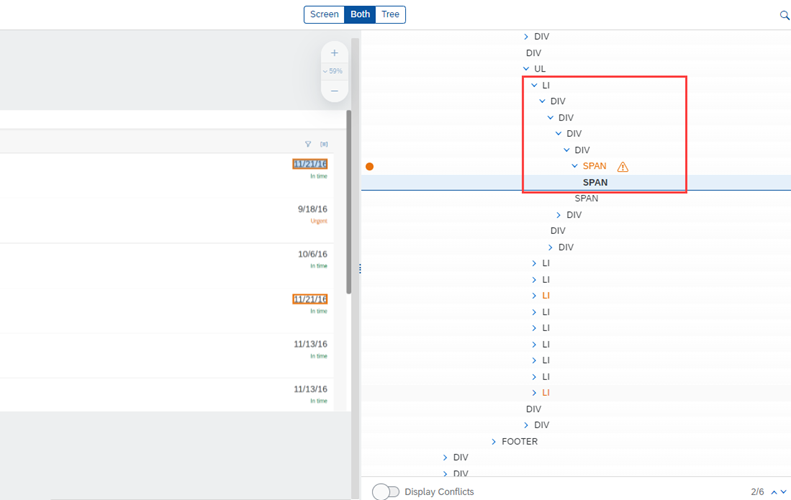 Screen Both Tree
+
59%
−
11/21/16
In time
9/18/16
Urgent
10/6/16
In time
11/21/16
In time
11/13/16
In time
11/13/16
In time
DIV
DIV
UL
LI
DIV
DIV
DIV
DIV
SPAN
SPAN
SPAN
DIV
DIV
DIV
LI
LI
LI
LI
LI
LI
LI
LI
LI
DIV
DIV
FOOTER
DIV
DIV
Display Conflicts
2/6